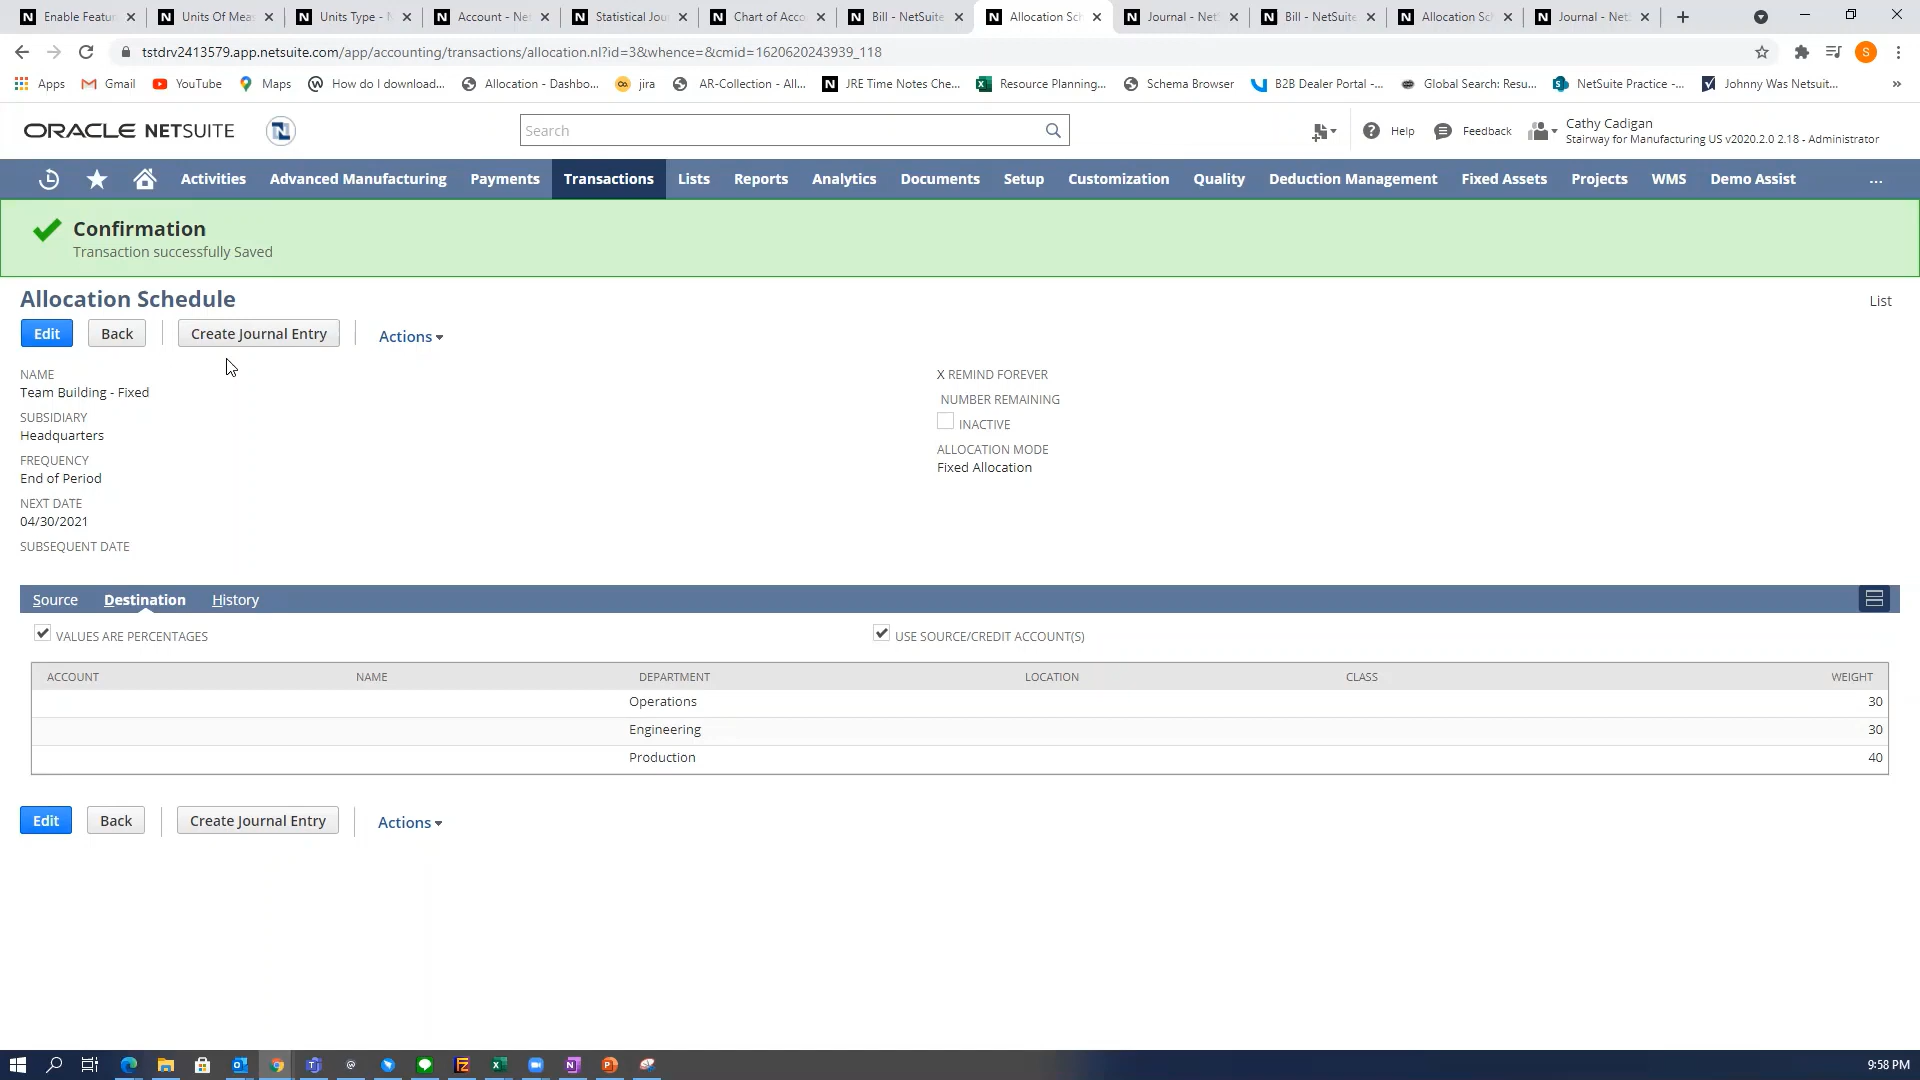 Enable Featur
Units Of Meas
Units Type - N
Account - Net
Statistical Jou
Chart of Acco
Bill - NetSuite
Allocation Sch
Journal - NetS
Bill - NetSuite
Allocation Sch
Journal - NetS
tstdrv2413579.app.netsuite.com/app/accounting/transactions/allocation.nl?id=3&whence=&cmid=1620620243939_118
S
Apps
Gmail
YouTube
Maps
How do I download...
Allocation - Dashbo...
jira
AR-Collection - All...
JRE Time Notes Che...
Resource Planning...
Schema Browser
B2B Dealer Portal -...
Global Search: Resu...
NetSuite Practice -...
Johnny Was Netsuit...
»
ORACLE NETSUITE
Search
Help
Feedback
Cathy Cadigan
Stairway for Manufacturing US v2020.2.0 2.18 - Administrator
Activities
Advanced Manufacturing
Payments
Transactions
Lists
Reports
Analytics
Documents
Setup
Customization
Quality
Deduction Management
Fixed Assets
Projects
WMS
Demo Assist
...
Confirmation
Transaction successfully Saved
Allocation Schedule
List
Edit
Back
Create Journal Entry
Actions
NAME
Team Building - Fixed
SUBSIDIARY
Headquarters
FREQUENCY
End of Period
NEXT DATE
04/30/2021
SUBSEQUENT DATE
X REMIND FOREVER
NUMBER REMAINING
INACTIVE
ALLOCATION MODE
Fixed Allocation
Source
Destination
History
VALUES ARE PERCENTAGES
USE SOURCE/CREDIT ACCOUNT(S)
ACCOUNT NAME DEPARTMENT LOCATION CLASS WEIGHT
Operations 30
Engineering 30
Production 40
Edit
Back
Create Journal Entry
Actions
9:58 PM